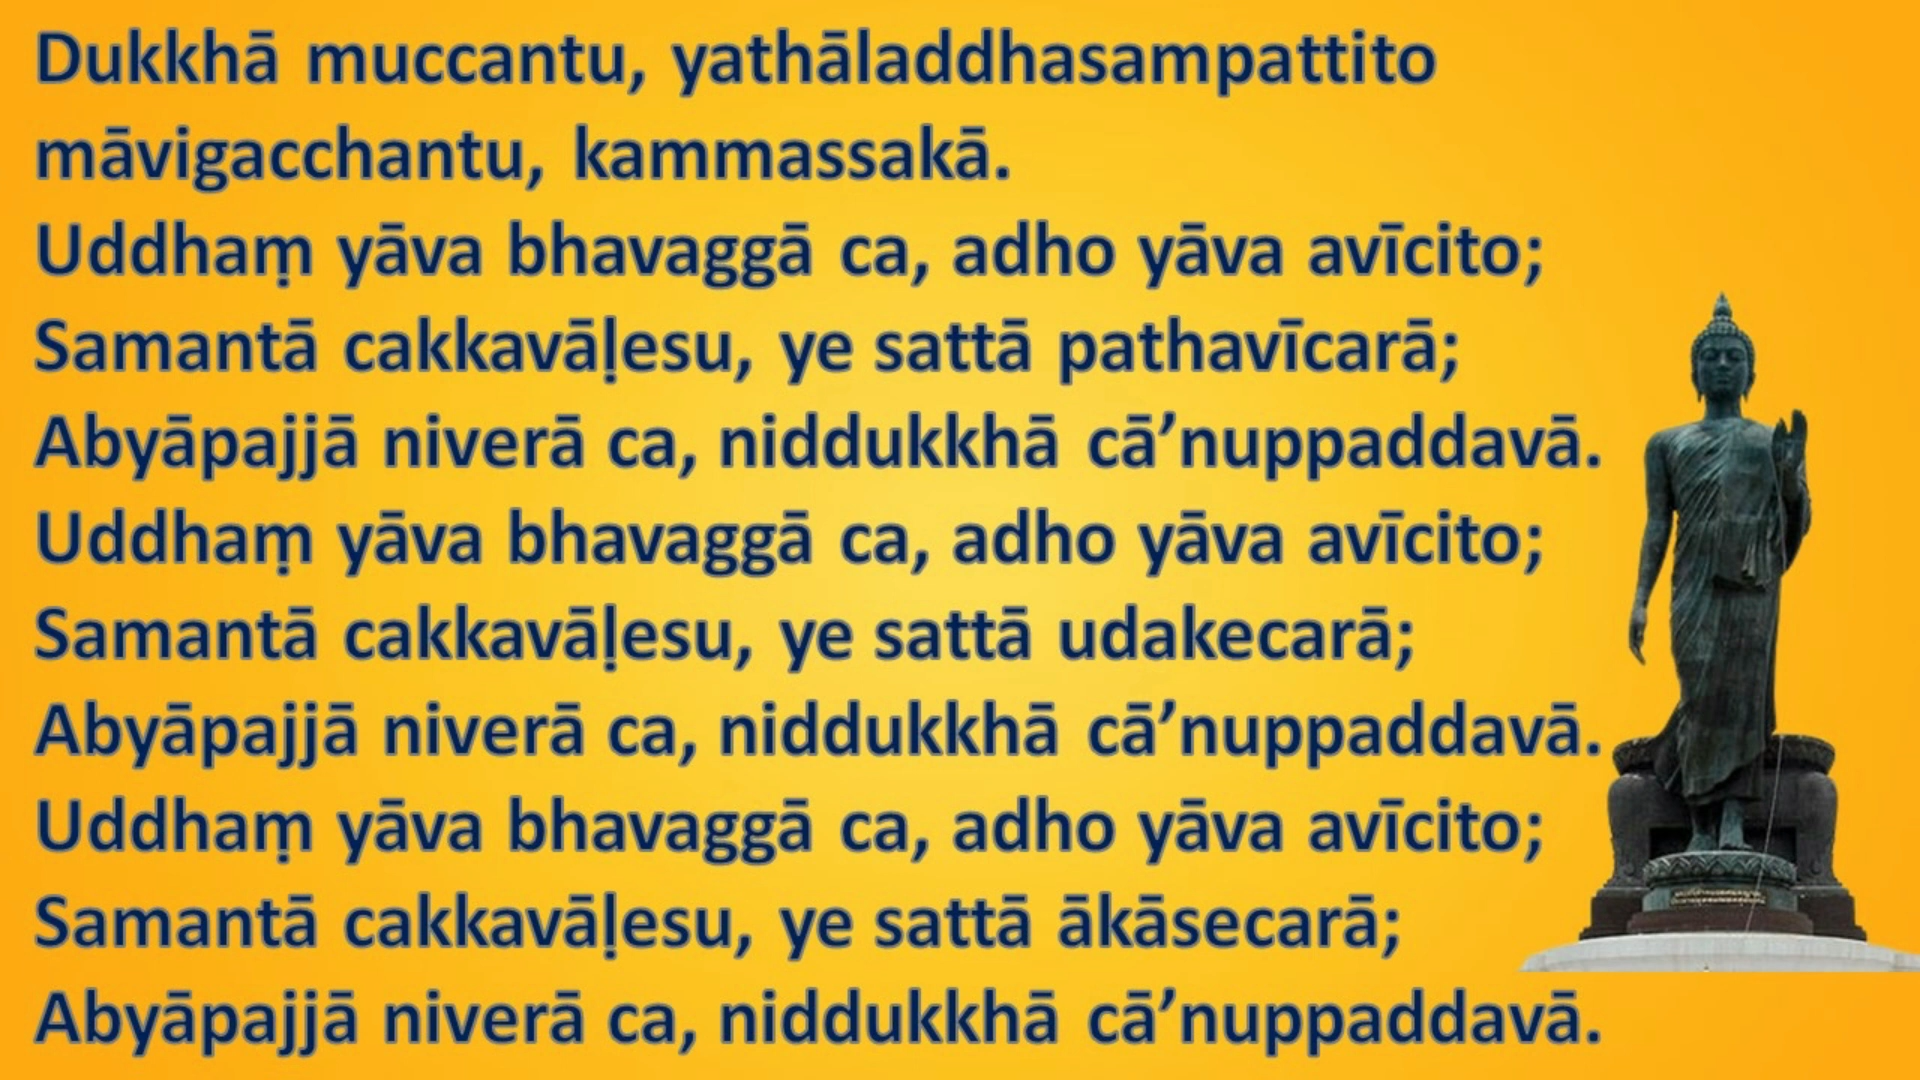 Dukkhā muccantu, yathāladdhasampattito
māvigacchantu, kammassakā.
Uddhaṃ yāva bhavaggā ca, adho yāva avīcito;
Samantā cakkavāḷesu, ye sattā pathavīcarā;
Abyāpajjā niverā ca, niddukkhā cā’nuppaddavā.
Uddhaṃ yāva bhavaggā ca, adho yāva avīcito;
Samantā cakkavāḷesu, ye sattā udakecarā;
Abyāpajjā niverā ca, niddukkhā cā’nuppaddavā.
Uddhaṃ yāva bhavaggā ca, adho yāva avīcito;
Samantā cakkavāḷesu, ye sattā ākāsecarā;
Abyāpajjā niverā ca, niddukkhā cā’nuppaddavā.